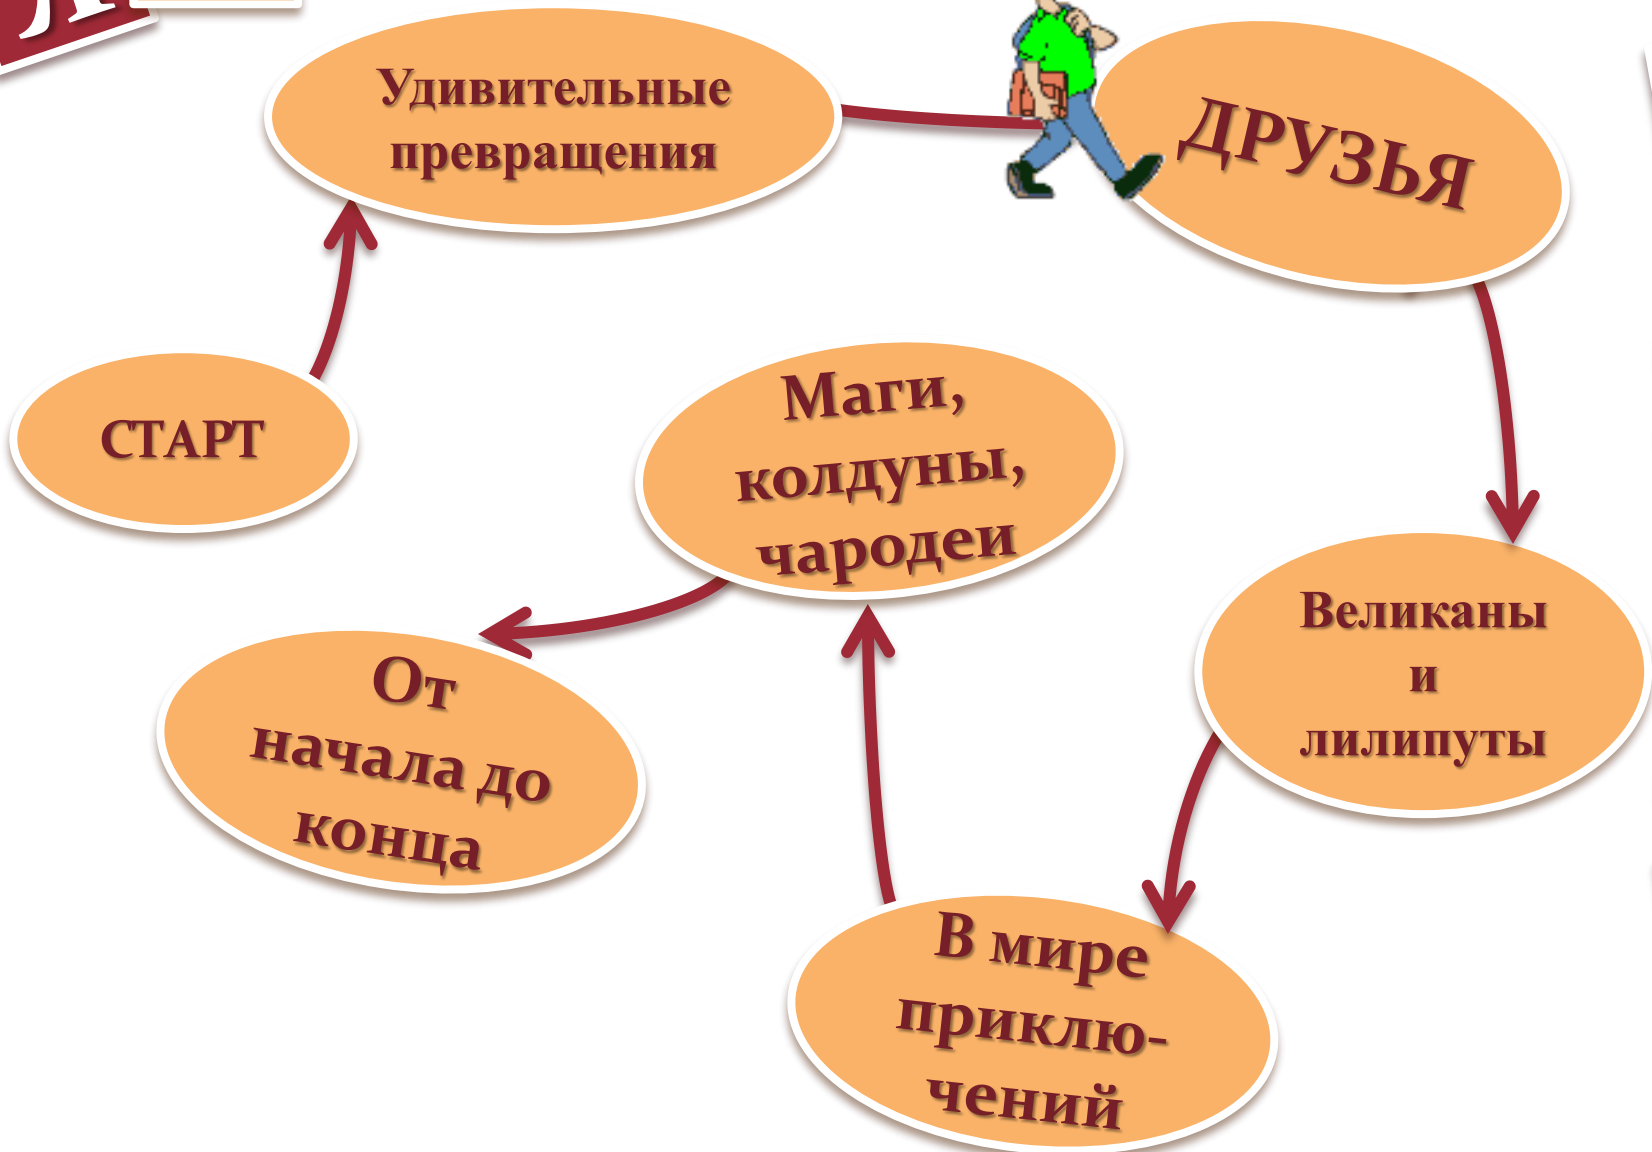 Удивительные
превращения
ДРУЗЬЯ
СТАРТ
Маги,
колдуны,
чародеи
Великаны
и
лилипуты
От
начала до
конца
В мире
приклю-
чений